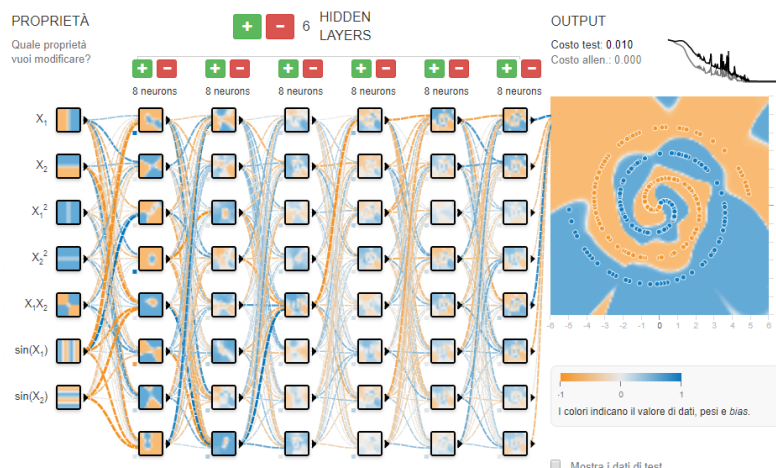 PROPRIETÀ
Quale proprietà
vuoi modificare?
+ − 6 HIDDEN
LAYERS
+ − + − + − + − + − + −
8 neurons 8 neurons 8 neurons 8 neurons 8 neurons 8 neurons
X1
X2
X1²
X2²
X1X2
sin(X1)
sin(X2)
OUTPUT
Costo test: 0.010
Costo allen.: 0.000
-6 -5 -4 -3 -2 -1 0 1 2 3 4 5 6
-1 0 1
I colori indicano il valore di dati, pesi e bias.
Mostra i dati di test